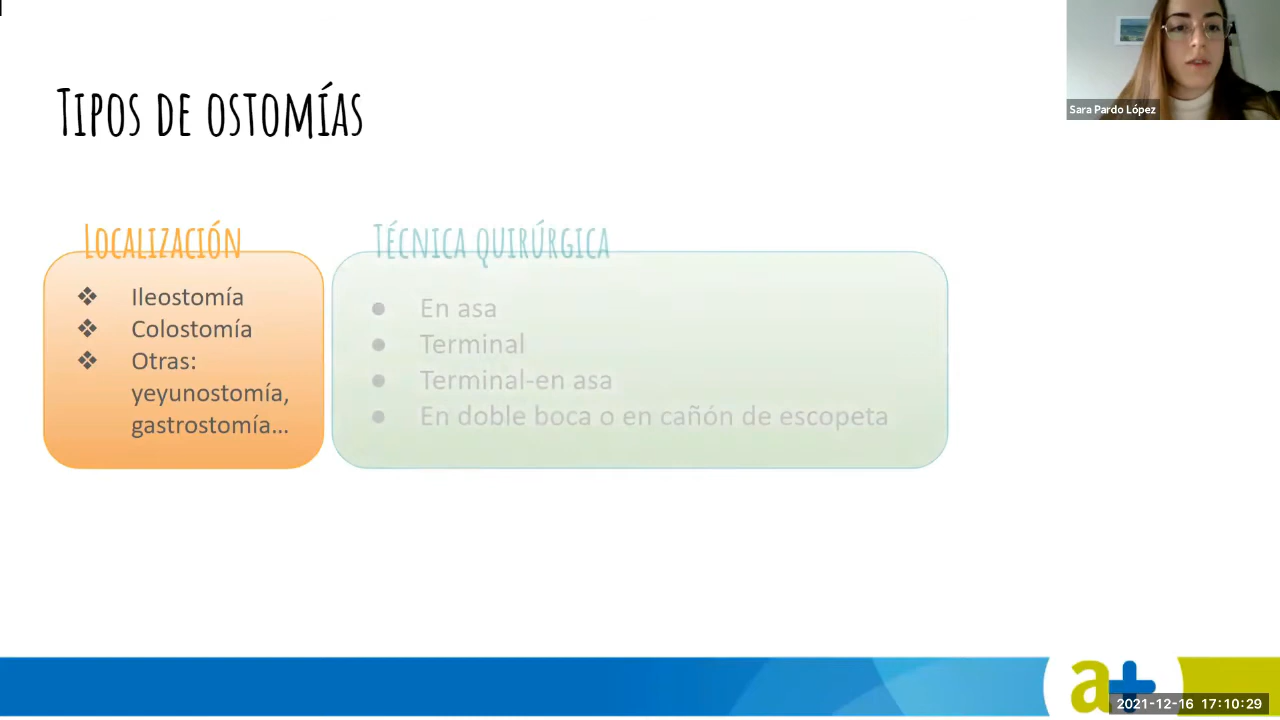 Sara Pardo López
Tipos de ostomías
Localización
❖ Ileostomía
❖ Colostomía
❖ Otras:
yeyunostomía,
gastrostomía...
Técnica quirúrgica
● En asa
● Terminal
● Terminal-en asa
● En doble boca o en cañón de escopeta
a+
2021-12-16 17:10:29